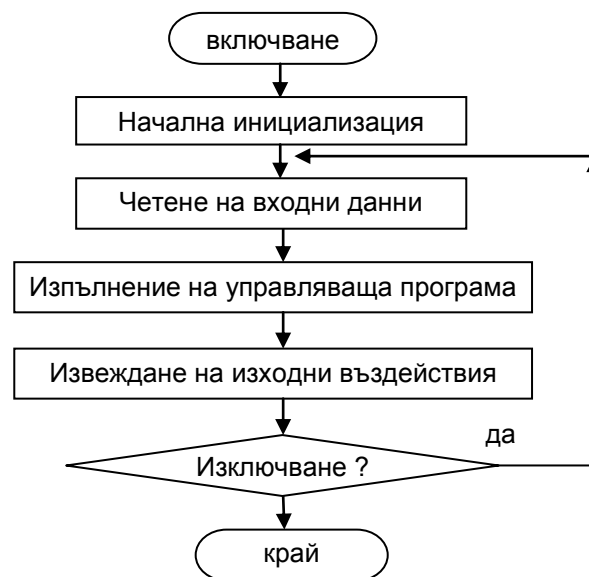 включване
Начална инициализация
Четене на входни данни
Изпълнение на управляваща програма
Извеждане на изходни въздействия
да
Изключване ?
край